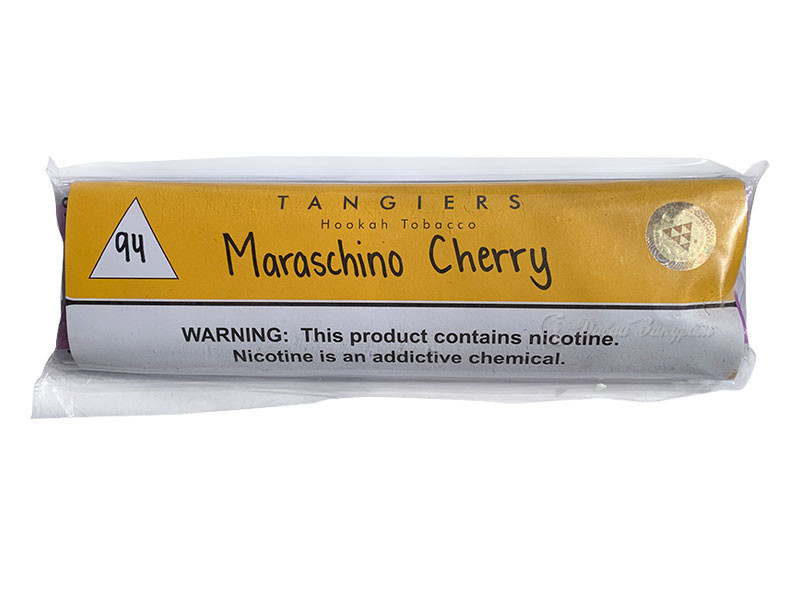 TANGIERS
Hookah Tobacco
94
Maraschino Cherry
WARNING: This product contains nicotine.
Nicotine is an addictive chemical.